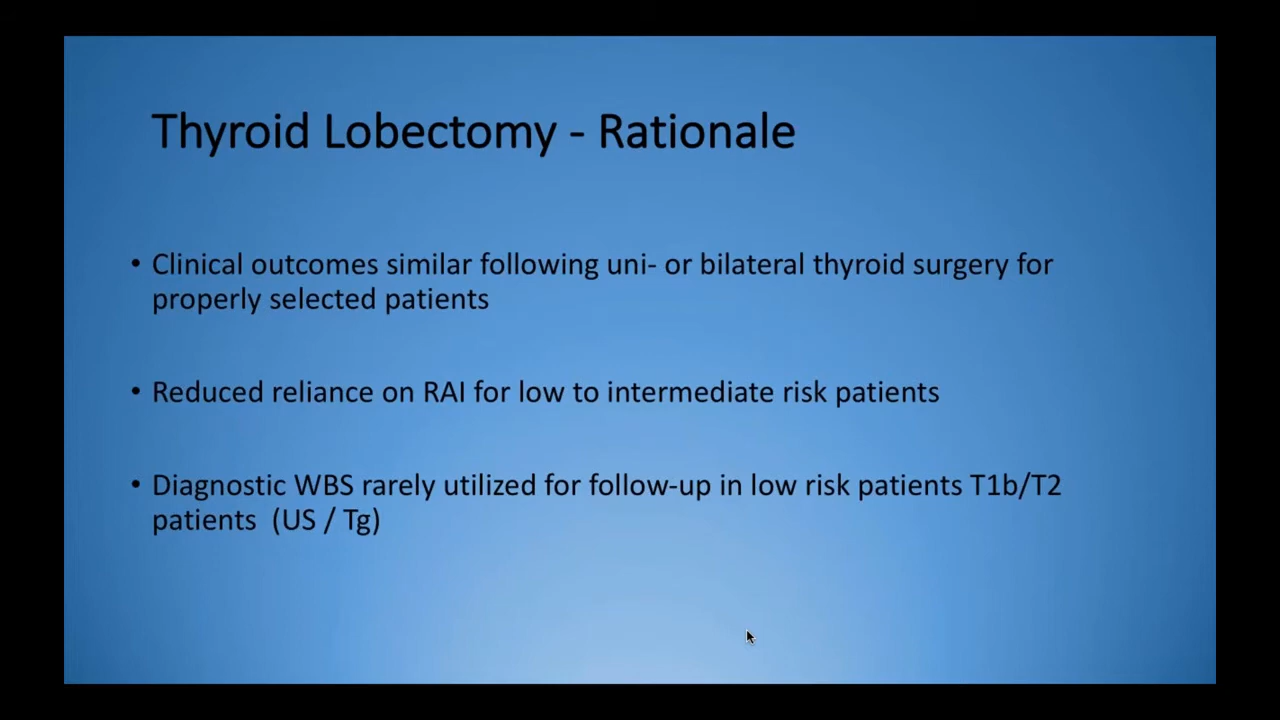 Thyroid Lobectomy - Rationale
• Clinical outcomes similar following uni- or bilateral thyroid surgery for
properly selected patients
• Reduced reliance on RAI for low to intermediate risk patients
• Diagnostic WBS rarely utilized for follow-up in low risk patients T1b/T2
patients  (US / Tg)